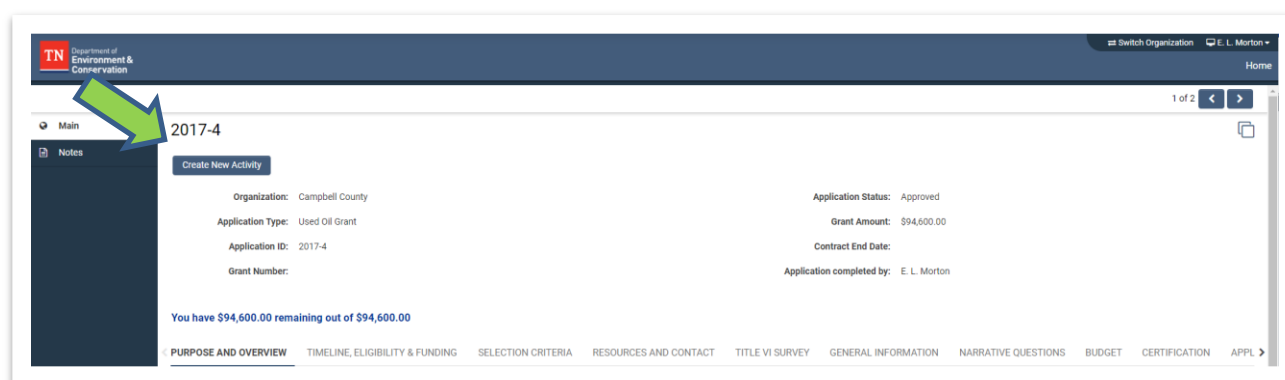 TN Department of
Environment &
Conservation
Switch Organization E. L. Morton
Home
1 of 2
Main
Notes
2017-4
Create New Activity
Organization: Campbell County Application Status: Approved
Application Type: Used Oil Grant Grant Amount: $94,600.00
Application ID: 2017-4 Contract End Date:
Grant Number: Application completed by: E. L. Morton
You have $94,600.00 remaining out of $94,600.00
PURPOSE AND OVERVIEW TIMELINE, ELIGIBILITY & FUNDING SELECTION CRITERIA RESOURCES AND CONTACT TITLE VI SURVEY GENERAL INFORMATION NARRATIVE QUESTIONS BUDGET CERTIFICATION APPL